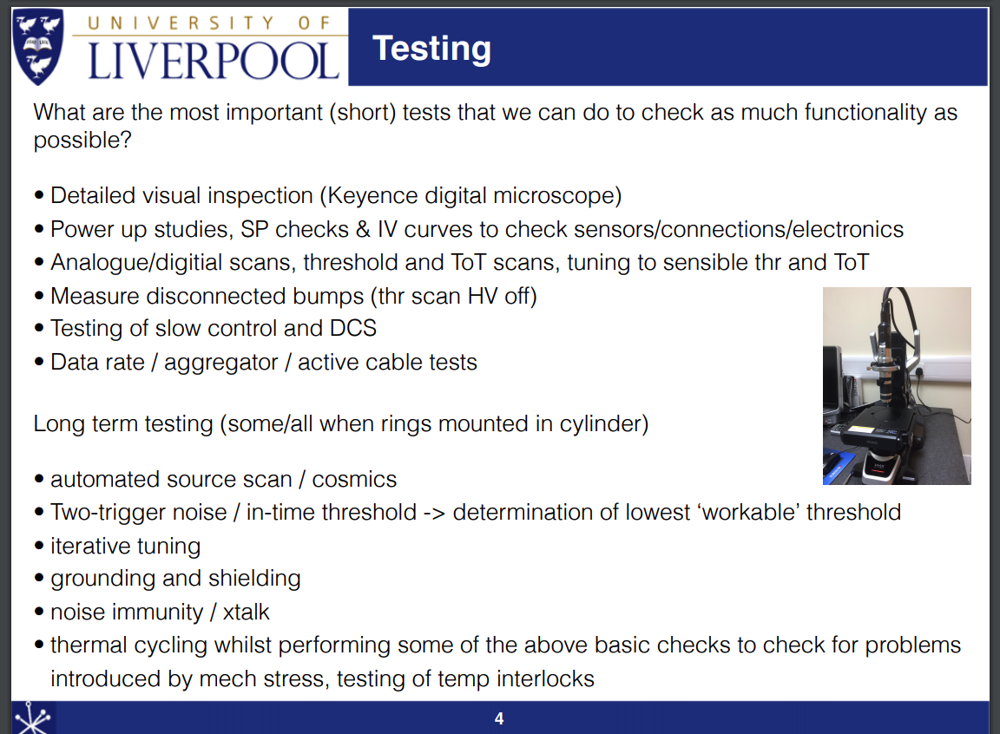 UNIVERSITY OF
LIVERPOOL
Testing
What are the most important (short) tests that we can do to check as much functionality as
possible?
• Detailed visual inspection (Keyence digital microscope)
• Power up studies, SP checks & IV curves to check sensors/connections/electronics
• Analogue/digitial scans, threshold and ToT scans, tuning to sensible thr and ToT
• Measure disconnected bumps (thr scan HV off)
• Testing of slow control and DCS
• Data rate / aggregator / active cable tests
Long term testing (some/all when rings mounted in cylinder)
• automated source scan / cosmics
• Two-trigger noise / in-time threshold -> determination of lowest ‘workable’ threshold
• iterative tuning
• grounding and shielding
• noise immunity / xtalk
• thermal cycling whilst performing some of the above basic checks to check for problems
introduced by mech stress, testing of temp interlocks
4